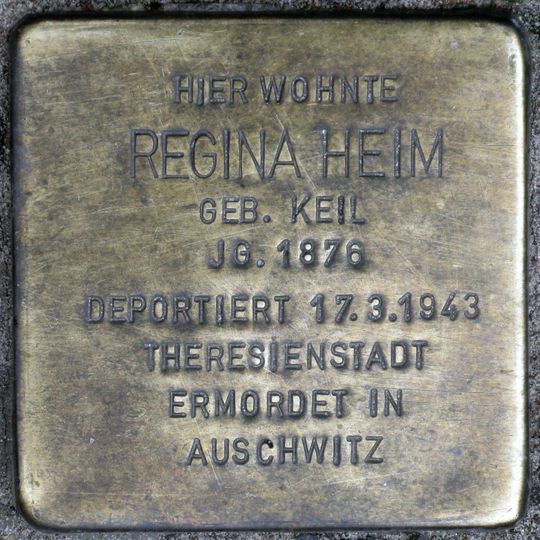 HIER WOHNTE
REGINA HEIM
GEB. KEIL
JG. 1876
DEPORTIERT 17.3.1943
THERESIENSTADT
ERMORDET IN
AUSCHWITZ